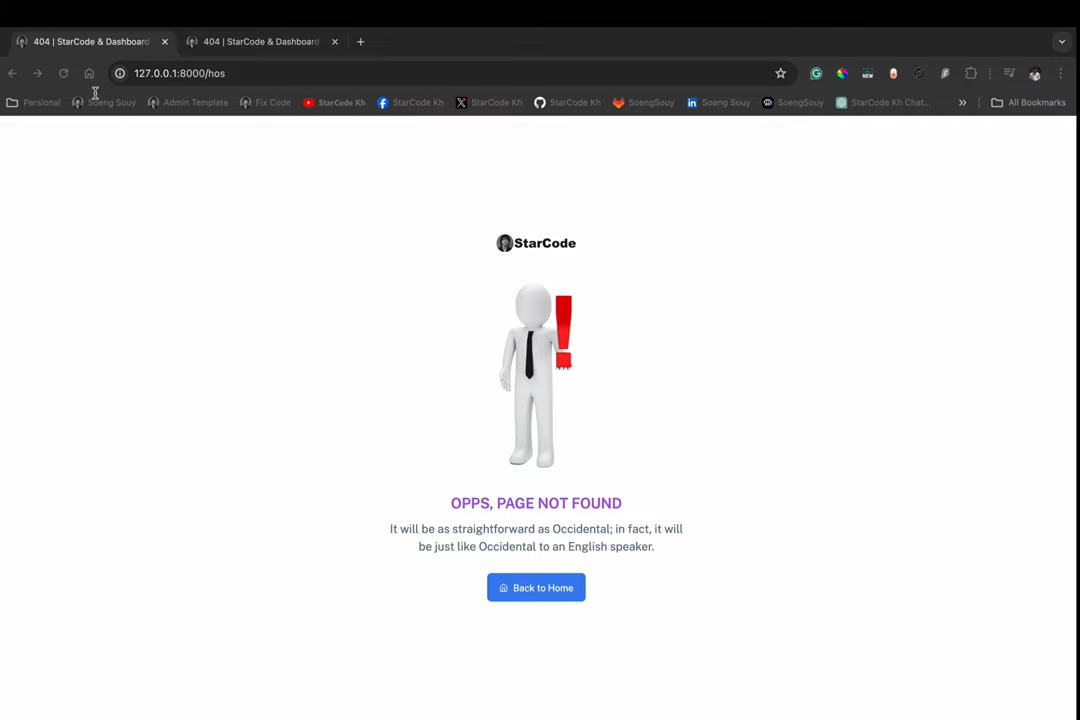 404 | StarCode & Dashboard
404 | StarCode & Dashboard
127.0.0.1:8000/hos
Persional
Soeng Souy
Admin Template
Fix Code
StarCode Kh
StarCode Kh
StarCode Kh
StarCode Kh
SoengSouy
Soeng Souy
SoengSouy
StarCode Kh Chat...
»
All Bookmarks
StarCode
OPPS, PAGE NOT FOUND
It will be as straightforward as Occidental; in fact, it will
be just like Occidental to an English speaker.
Back to Home